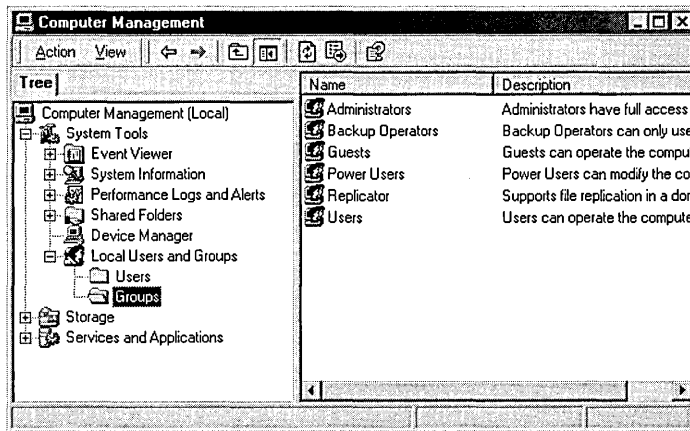 Computer Management
Action View
Tree
Name Description
Computer Management (Local)
System Tools
Event Viewer
System Information
Performance Logs and Alerts
Shared Folders
Device Manager
Local Users and Groups
Users
Groups
Storage
Services and Applications
Administrators Administrators have full access
Backup Operators Backup Operators can only use
Guests Guests can operate the compu
Power Users Power Users can modify the co
Replicator Supports file replication in a dor
Users Users can operate the compute